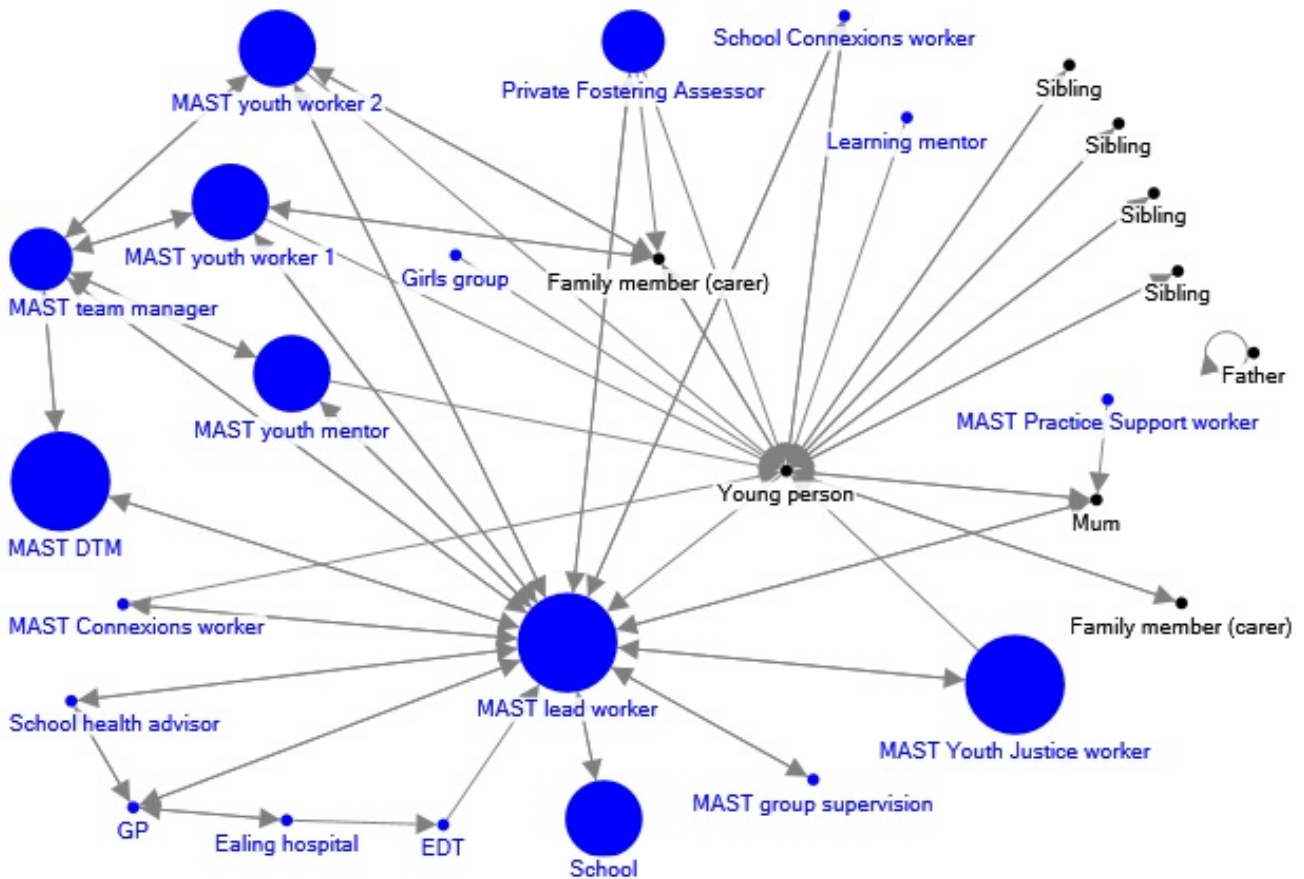 School Connexions worker
Sibling
Private Fostering Assessor
MAST youth worker 2
Learning mentor
Sibling
Sibling
MAST youth worker 1
Girls group
Family member (carer)
Sibling
MAST team manager
Father
MAST Practice Support worker
MAST youth mentor
Young person
Mum
MAST DTM
MAST Connexions worker
Family member (carer)
MAST lead worker
School health advisor
MAST Youth Justice worker
MAST group supervision
GP
Ealing hospital
EDT
School